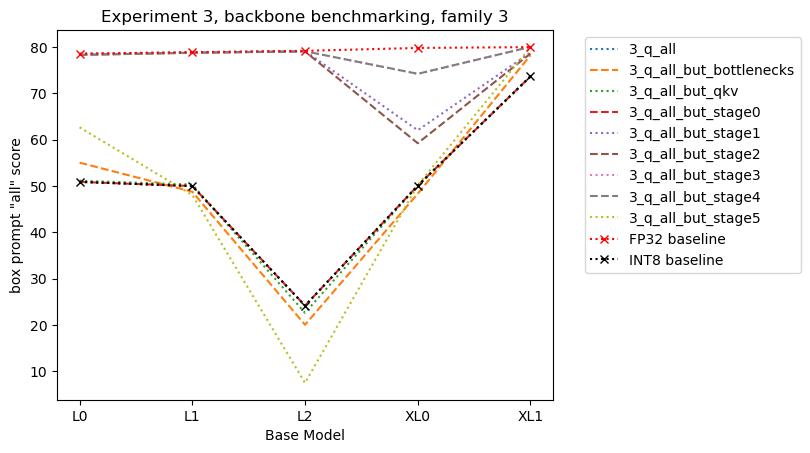 Experiment 3, backbone benchmarking, family 3
box prompt "all" score
80
70
60
50
40
30
20
10
L0
L1
L2
XL0
XL1
Base Model
3_q_all
3_q_all_but_bottlenecks
3_q_all_but_qkv
3_q_all_but_stage0
3_q_all_but_stage1
3_q_all_but_stage2
3_q_all_but_stage3
3_q_all_but_stage4
3_q_all_but_stage5
FP32 baseline
INT8 baseline